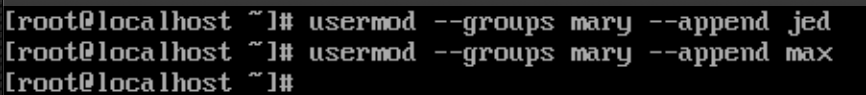 [root@localhost ~]# usermod --groups mary --append jed
[root@localhost ~]# usermod --groups mary --append max
[root@localhost ~]#